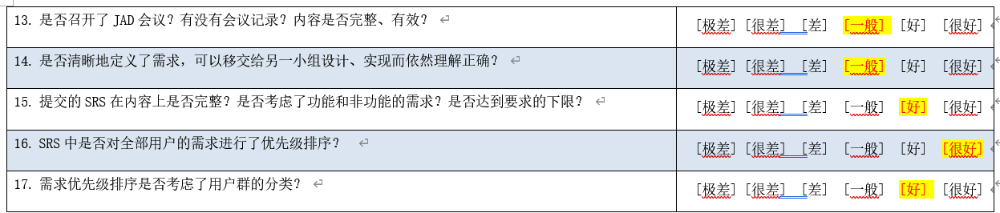 13. 是否召开了 JAD 会议？有没有会议记录？内容是否完整、有效？ [极差] [很差] [差] [一般] [好] [很好]
14. 是否清晰地定义了需求，可以移交给另一小组设计、实现而依然理解正确？ [极差] [很差] [差] [一般] [好] [很好]
15. 提交的 SRS 在内容上是否完整？是否考虑了功能和非功能的需求？是否达到要求的下限？ [极差] [很差] [差] [一般] [好] [很好]
16. SRS 中是否对全部用户的需求进行了优先级排序？ [极差] [很差] [差] [一般] [好] [很好]
17. 需求优先级排序是否考虑了用户群的分类？ [极差] [很差] [差] [一般] [好] [很好]